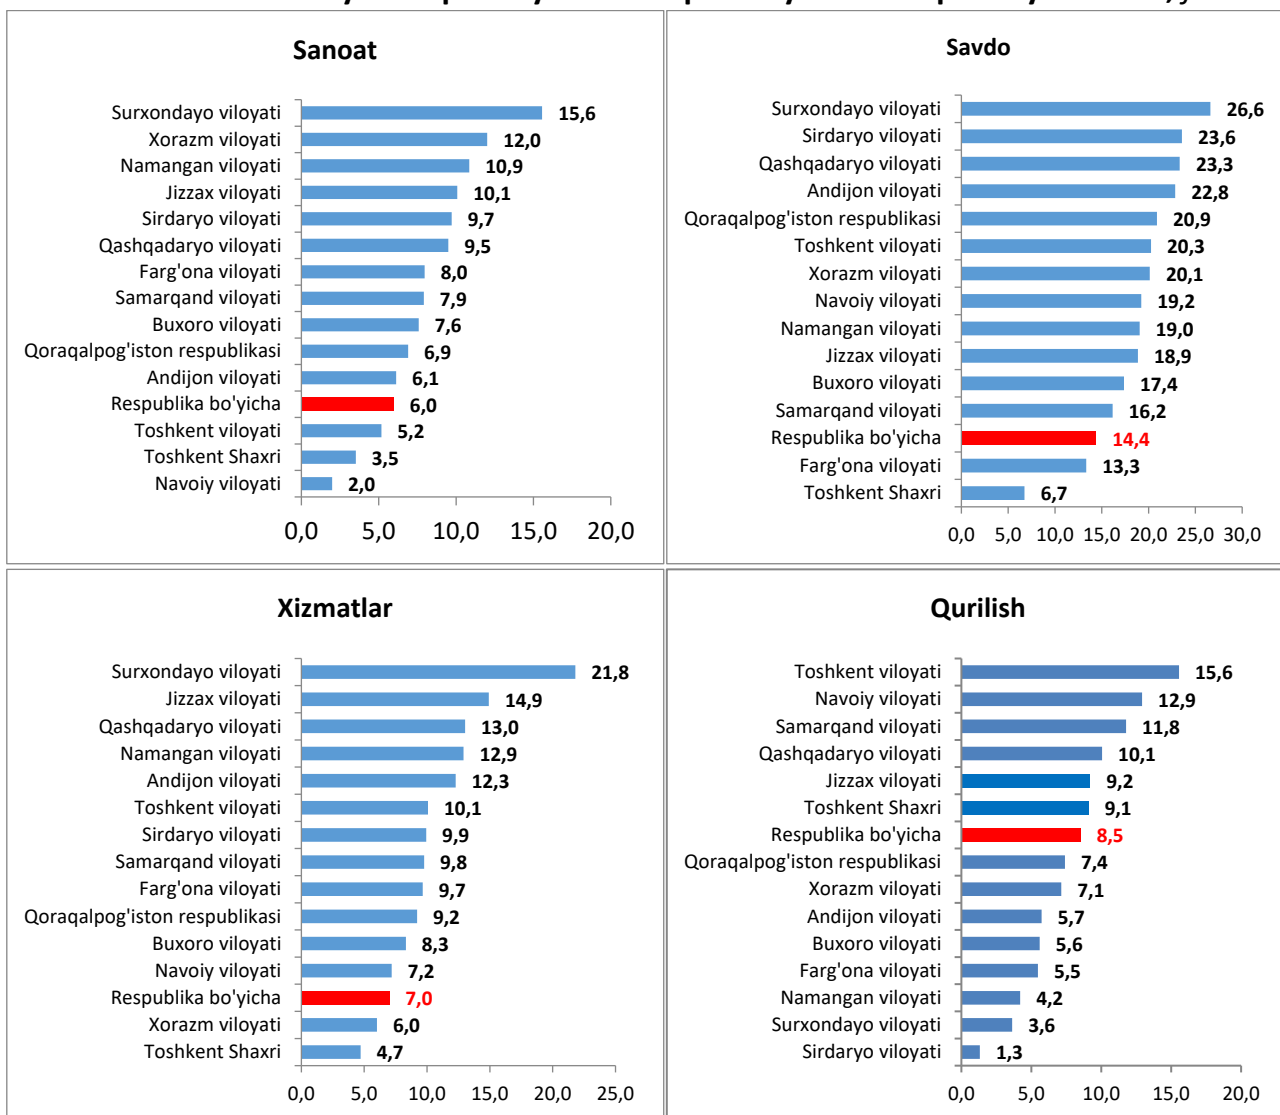 Sanoat
Surxondayo viloyati 15,6
Xorazm viloyati 12,0
Namangan viloyati 10,9
Jizzax viloyati 10,1
Sirdaryo viloyati 9,7
Qashqadaryo viloyati 9,5
Farg'ona viloyati 8,0
Samarqand viloyati 7,9
Buxoro viloyati 7,6
Qoraqalpog'iston respublikasi 6,9
Andijon viloyati 6,1
Respublika bo'yicha 6,0
Toshkent viloyati 5,2
Toshkent Shaxri 3,5
Navoiy viloyati 2,0
0,0 5,0 10,0 15,0 20,0
Savdo
Surxondayo viloyati 26,6
Sirdaryo viloyati 23,6
Qashqadaryo viloyati 23,3
Andijon viloyati 22,8
Qoraqalpog'iston respublikasi 20,9
Toshkent viloyati 20,3
Xorazm viloyati 20,1
Navoiy viloyati 19,2
Namangan viloyati 19,0
Jizzax viloyati 18,9
Buxoro viloyati 17,4
Samarqand viloyati 16,2
Respublika bo'yicha 14,4
Farg'ona viloyati 13,3
Toshkent Shaxri 6,7
0,0 5,0 10,0 15,0 20,0 25,0 30,0
Xizmatlar
Surxondayo viloyati 21,8
Jizzax viloyati 14,9
Qashqadaryo viloyati 13,0
Namangan viloyati 12,9
Andijon viloyati 12,3
Toshkent viloyati 10,1
Sirdaryo viloyati 9,9
Samarqand viloyati 9,8
Farg'ona viloyati 9,7
Qoraqalpog'iston respublikasi 9,2
Buxoro viloyati 8,3
Navoiy viloyati 7,2
Respublika bo'yicha 7,0
Xorazm viloyati 6,0
Toshkent Shaxri 4,7
0,0 5,0 10,0 15,0 20,0 25,0
Qurilish
Toshkent viloyati 15,6
Navoiy viloyati 12,9
Samarqand viloyati 11,8
Qashqadaryo viloyati 10,1
Jizzax viloyati 9,2
Toshkent Shaxri 9,1
Respublika bo'yicha 8,5
Qoraqalpog'iston respublikasi 7,4
Xorazm viloyati 7,1
Andijon viloyati 5,7
Buxoro viloyati 5,6
Farg'ona viloyati 5,5
Namangan viloyati 4,2
Surxondayo viloyati 3,6
Sirdaryo viloyati 1,3
0,0 5,0 10,0 15,0 20,0